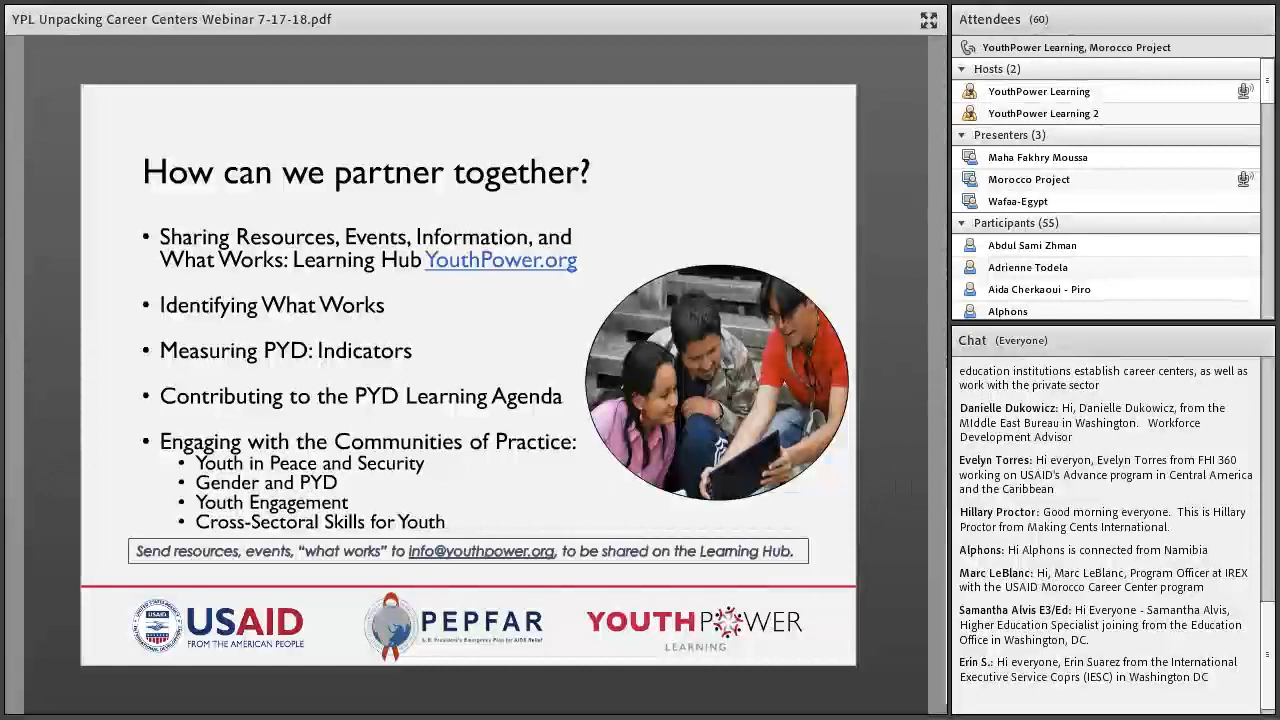 YPL Unpacking Career Centers Webinar 7-17-18.pdf
How can we partner together?
• Sharing Resources, Events, Information, and
What Works: Learning Hub YouthPower.org
• Identifying What Works
• Measuring PYD: Indicators
• Contributing to the PYD Learning Agenda
• Engaging with the Communities of Practice:
• Youth in Peace and Security
• Gender and PYD
• Youth Engagement
• Cross-Sectoral Skills for Youth
Send resources, events, "what works" to info@youthpower.org, to be shared on the Learning Hub.
USAID
USAID
FROM THE AMERICAN PEOPLE
PEPFAR
U.S. President's Emergency Plan for AIDS Relief
YOUTHPOWER
LEARNING
Attendees (60)
YouthPower Learning, Morocco Project
Hosts (2)
YouthPower Learning
YouthPower Learning 2
Presenters (3)
Maha Fakhry Moussa
Morocco Project
Wafaa-Egypt
Participants (55)
Abdul Sami Zhman
Adrienne Todela
Aida Cherkaoui - Piro
Alphons
Chat (Everyone)
education institutions establish career centers, as well as
work with the private sector
Danielle Dukowicz: Hi, Danielle Dukowicz, from the
MIddle East Bureau in Washington. Workforce
Development Advisor
Evelyn Torres: Hi everyon, Evelyn Torres from FHI 360
working on USAID's Advance program in Central America
and the Caribbean
Hillary Proctor: Good morning everyone. This is Hillary
Proctor from Making Cents International.
Alphons: Hi Alphons is connected from Namibia
Marc LeBlanc: Hi, Marc LeBlanc, Program Officer at IREX
with the USAID Morocco Career Center program
Samantha Alvis E3/Ed: Hi Everyone - Samantha Alvis,
Higher Education Specialist joining from the Education
Office in Washington, DC.
Erin S.: Hi everyone, Erin Suarez from the International
Executive Service Coprs (IESC) in Washington DC